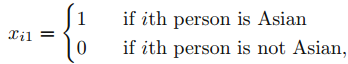 x_{i1} = { 1 if ith person is Asian
0 if ith person is not Asian,